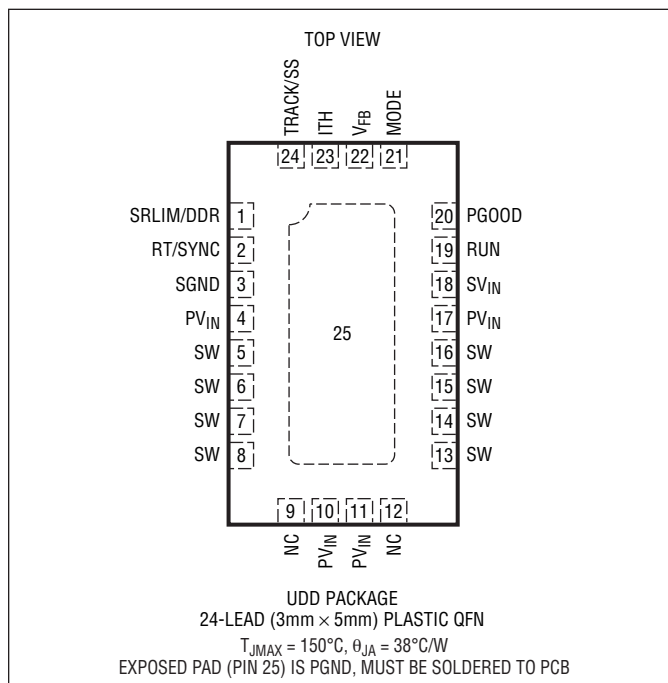 TOP VIEW
TRACK/SS
ITH
VFB
MODE
24 23 22 21
SRLIM/DDR 1
RT/SYNC 2
SGND 3
PVIN 4
SW 5
SW 6
SW 7
SW 8
25
20 PGOOD
19 RUN
18 SVIN
17 PVIN
16 SW
15 SW
14 SW
13 SW
9 10 11 12
NC
PVIN
PVIN
NC
UDD PACKAGE
24-LEAD (3mm × 5mm) PLASTIC QFN
TJMAX = 150°C, θJA = 38°C/W
EXPOSED PAD (PIN 25) IS PGND, MUST BE SOLDERED TO PCB